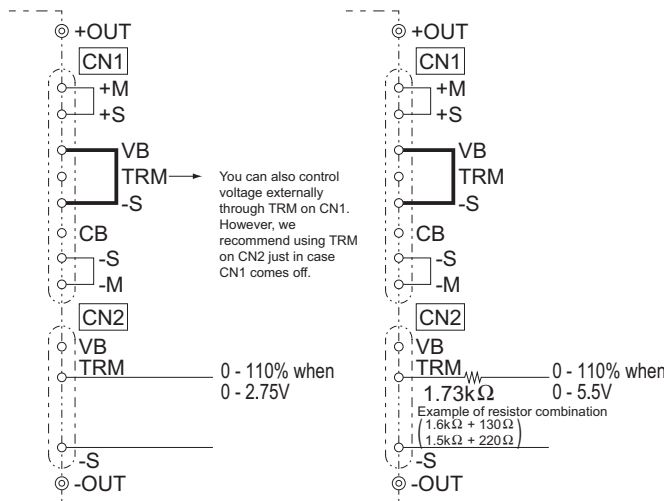 +OUT
CN1
+M
+S
VB
TRM
-S
CB
-S
-M
CN2
VB
TRM
-S
-OUT
You can also control
voltage externally
through TRM on CN1.
However, we
recommend using TRM
on CN2 just in case
CN1 comes off.
0 - 110% when
0 - 2.75V
+OUT
CN1
+M
+S
VB
TRM
-S
CB
-S
-M
CN2
VB
TRM
1.73kΩ
0 - 110% when
0 - 5.5V
Example of resistor combination
(1.6kΩ + 130Ω
1.5kΩ + 220Ω)
-S
-OUT